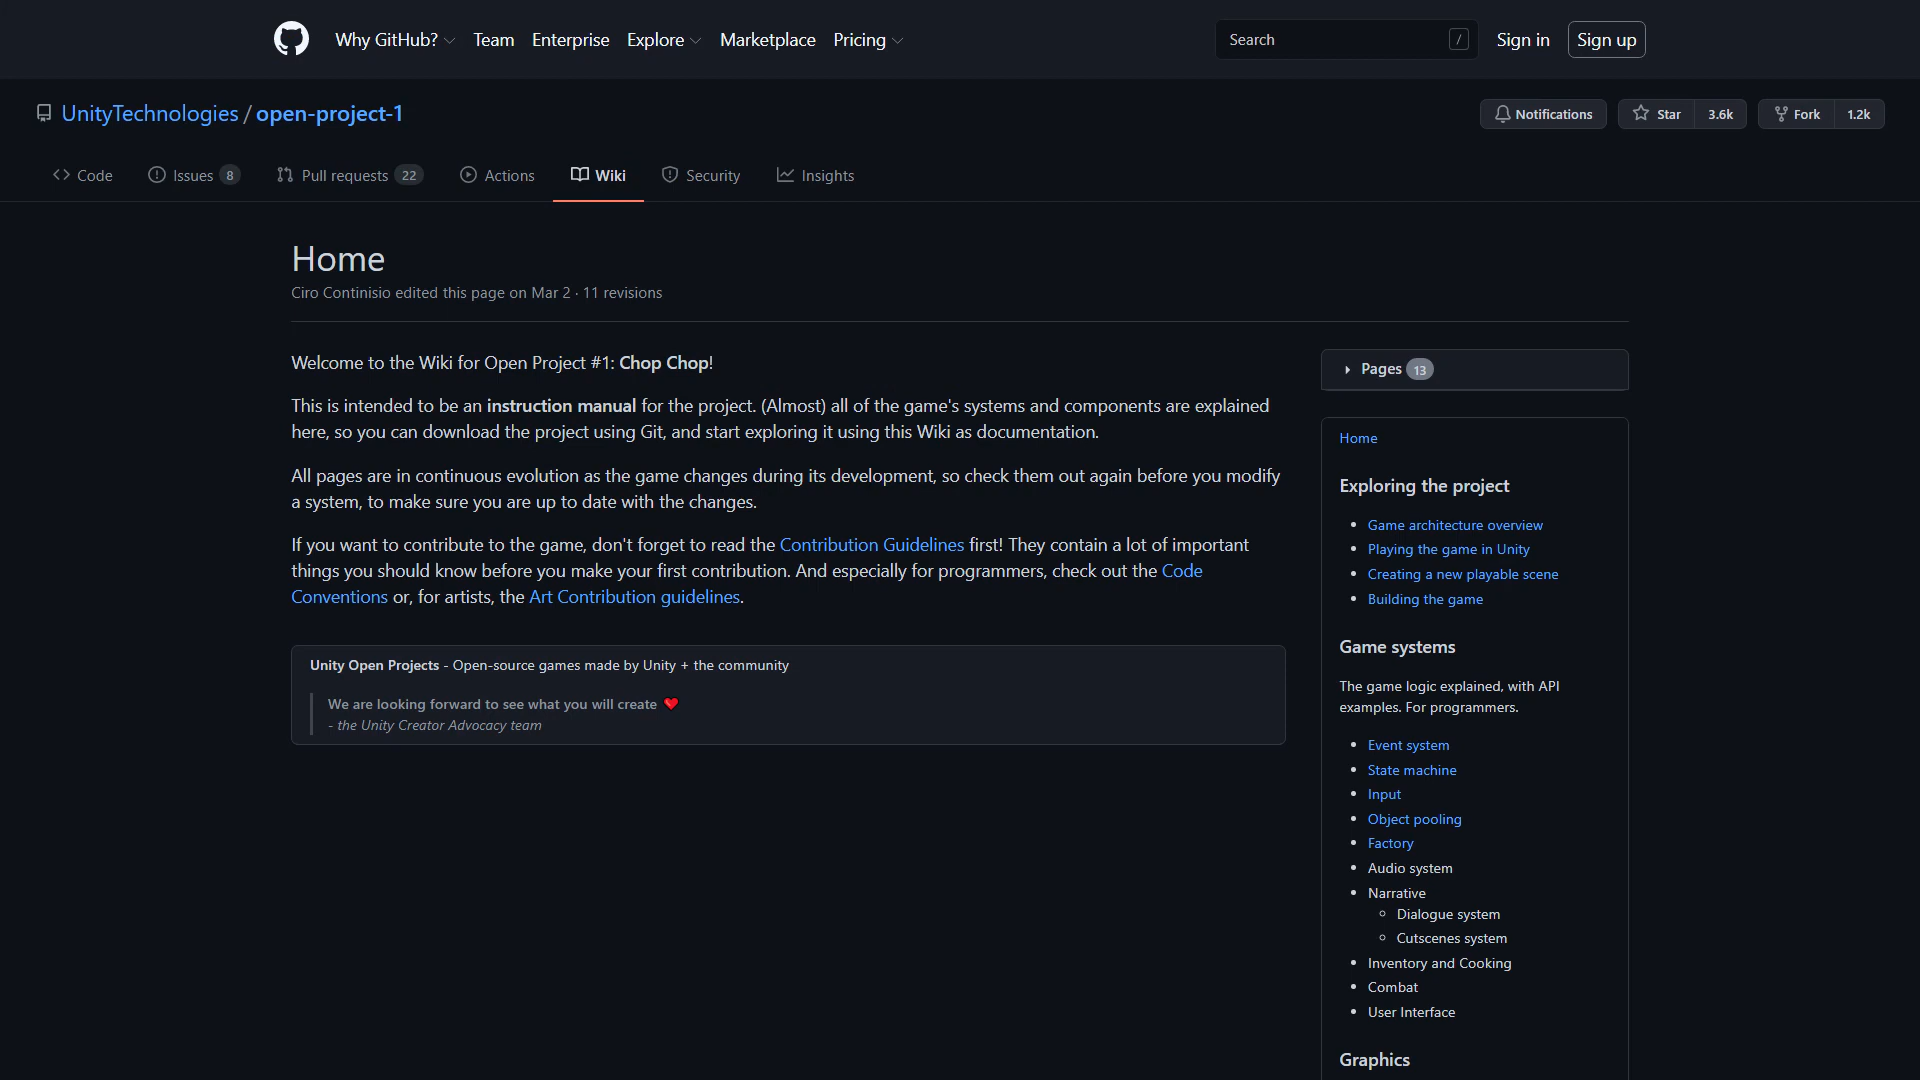 Why GitHub? Team Enterprise Explore Marketplace Pricing Search / Sign in Sign up
UnityTechnologies / open-project-1 Notifications Star 3.6k Fork 1.2k
Code Issues 8 Pull requests 22 Actions Wiki Security Insights
Home
Ciro Continisio edited this page on Mar 2 · 11 revisions
Welcome to the Wiki for Open Project #1: Chop Chop!
This is intended to be an instruction manual for the project. (Almost) all of the game's systems and components are explained
here, so you can download the project using Git, and start exploring it using this Wiki as documentation.
All pages are in continuous evolution as the game changes during its development, so check them out again before you modify
a system, to make sure you are up to date with the changes.
If you want to contribute to the game, don't forget to read the Contribution Guidelines first! They contain a lot of important
things you should know before you make your first contribution. And especially for programmers, check out the Code
Conventions or, for artists, the Art Contribution guidelines.
Unity Open Projects - Open-source games made by Unity + the community
We are looking forward to see what you will create ❤️
- the Unity Creator Advocacy team
Pages 13
Home
Exploring the project
Game architecture overview
Playing the game in Unity
Creating a new playable scene
Building the game
Game systems
The game logic explained, with API
examples. For programmers.
Event system
State machine
Input
Object pooling
Factory
Audio system
Narrative
Dialogue system
Cutscenes system
Inventory and Cooking
Combat
User Interface
Graphics